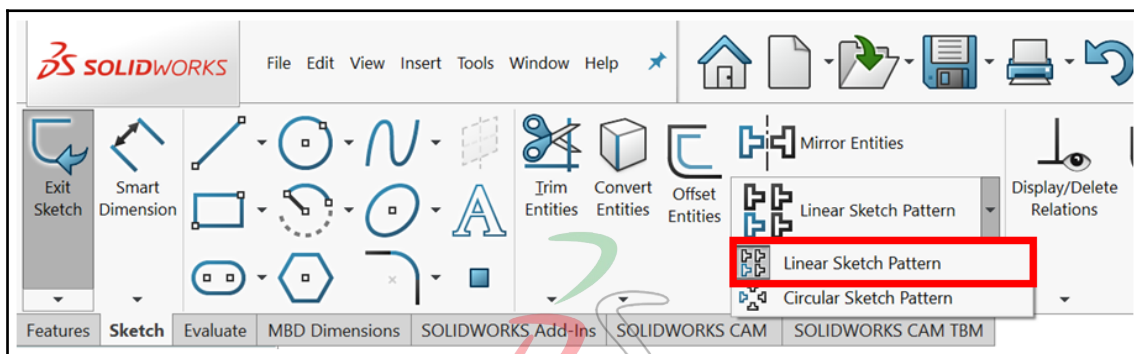 SOLIDWORKS
File Edit View Insert Tools Window Help
Exit Sketch
Smart Dimension
Trim Entities
Convert Entities
Offset Entities
Mirror Entities
Linear Sketch Pattern
Display/Delete Relations
Linear Sketch Pattern
Circular Sketch Pattern
Features Sketch Evaluate MBD Dimensions SOLIDWORKS Add-Ins SOLIDWORKS CAM SOLIDWORKS CAM TBM